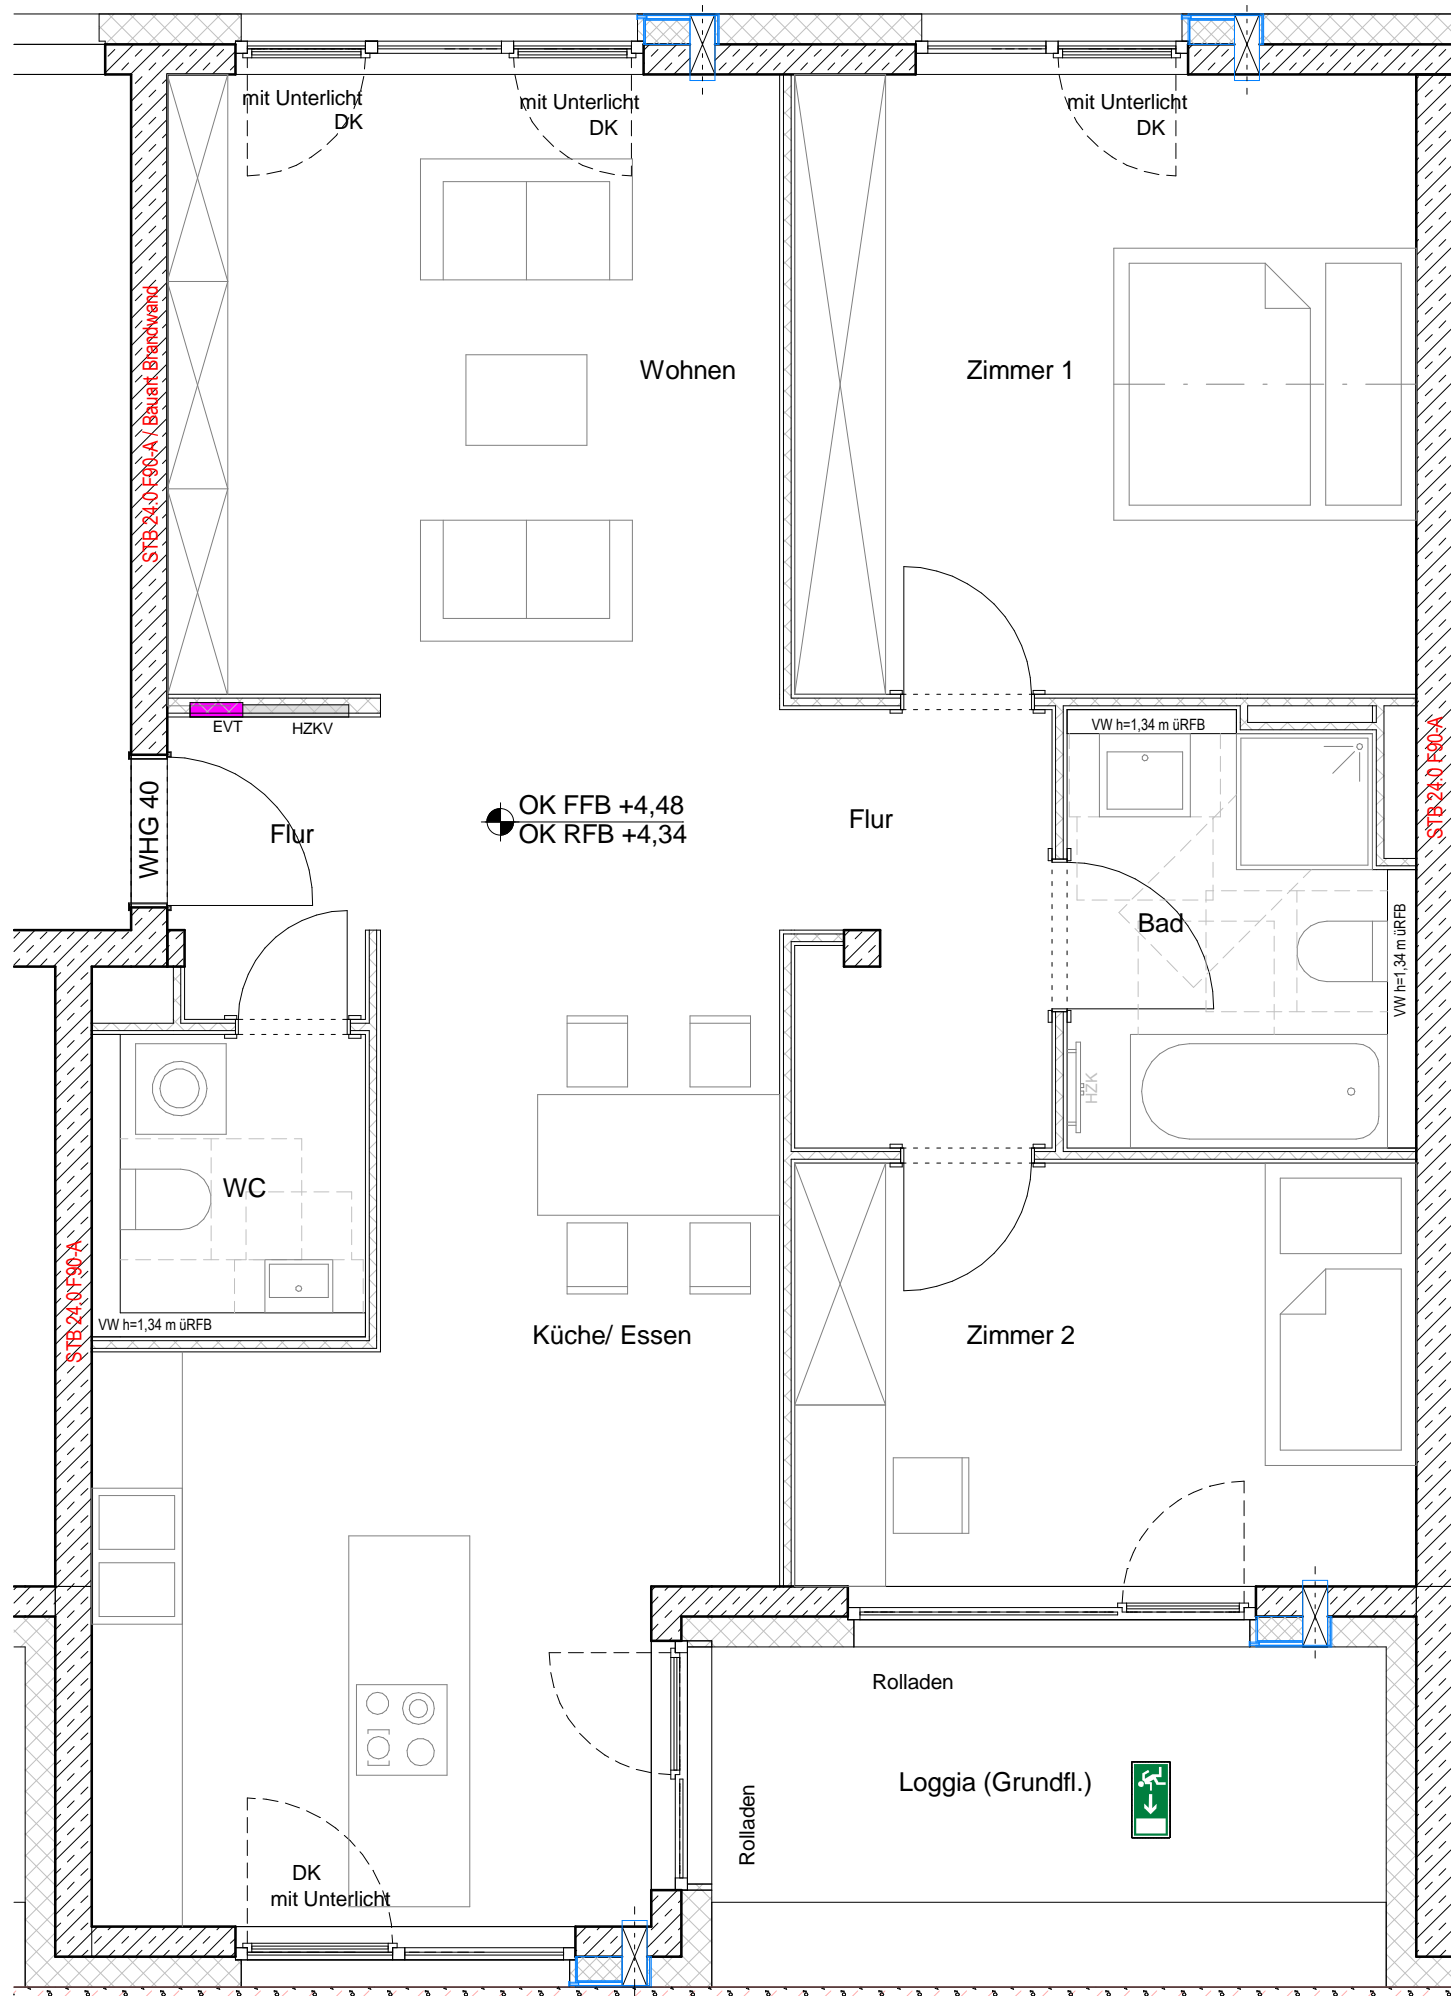 mit Unterlicht
DK
mit Unterlicht
DK
mit Unterlicht
DK
STB 24.0 F90-A / Bauart Brandwand
Wohnen
Zimmer 1
EVT
HZKV
VW h=1,34 m üRFB
STB 24.0 F90-A
WHG 40
Flur
OK FFB +4,48
OK RFB +4,34
Flur
Bad
VW h=1,34 m üRFB
HZK
WC
STB 24,0 F90-A
VW h=1,34 m üRFB
Küche/ Essen
Zimmer 2
Rolladen
Loggia (Grundfl.)
Rolladen
DK
mit Unterlicht